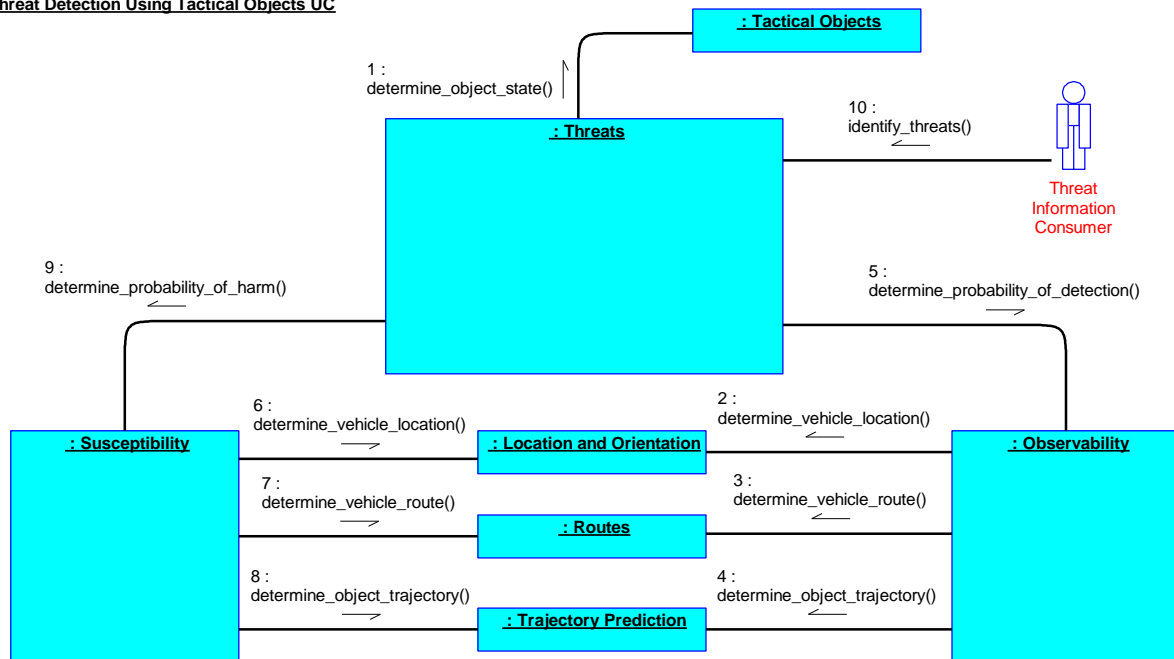 hreat Detection Using Tactical Objects UC
: Tactical Objects
1 :
determine_object_state()
: Threats
10 :
identify_threats()
Threat
Information
Consumer
9 :
determine_probability_of_harm()
5 :
determine_probability_of_detection()
6 :
determine_vehicle_location()
2 :
determine_vehicle_location()
: Susceptibility
: Location and Orientation
: Observability
7 :
determine_vehicle_route()
3 :
determine_vehicle_route()
: Routes
8 :
determine_object_trajectory()
4 :
determine_object_trajectory()
: Trajectory Prediction